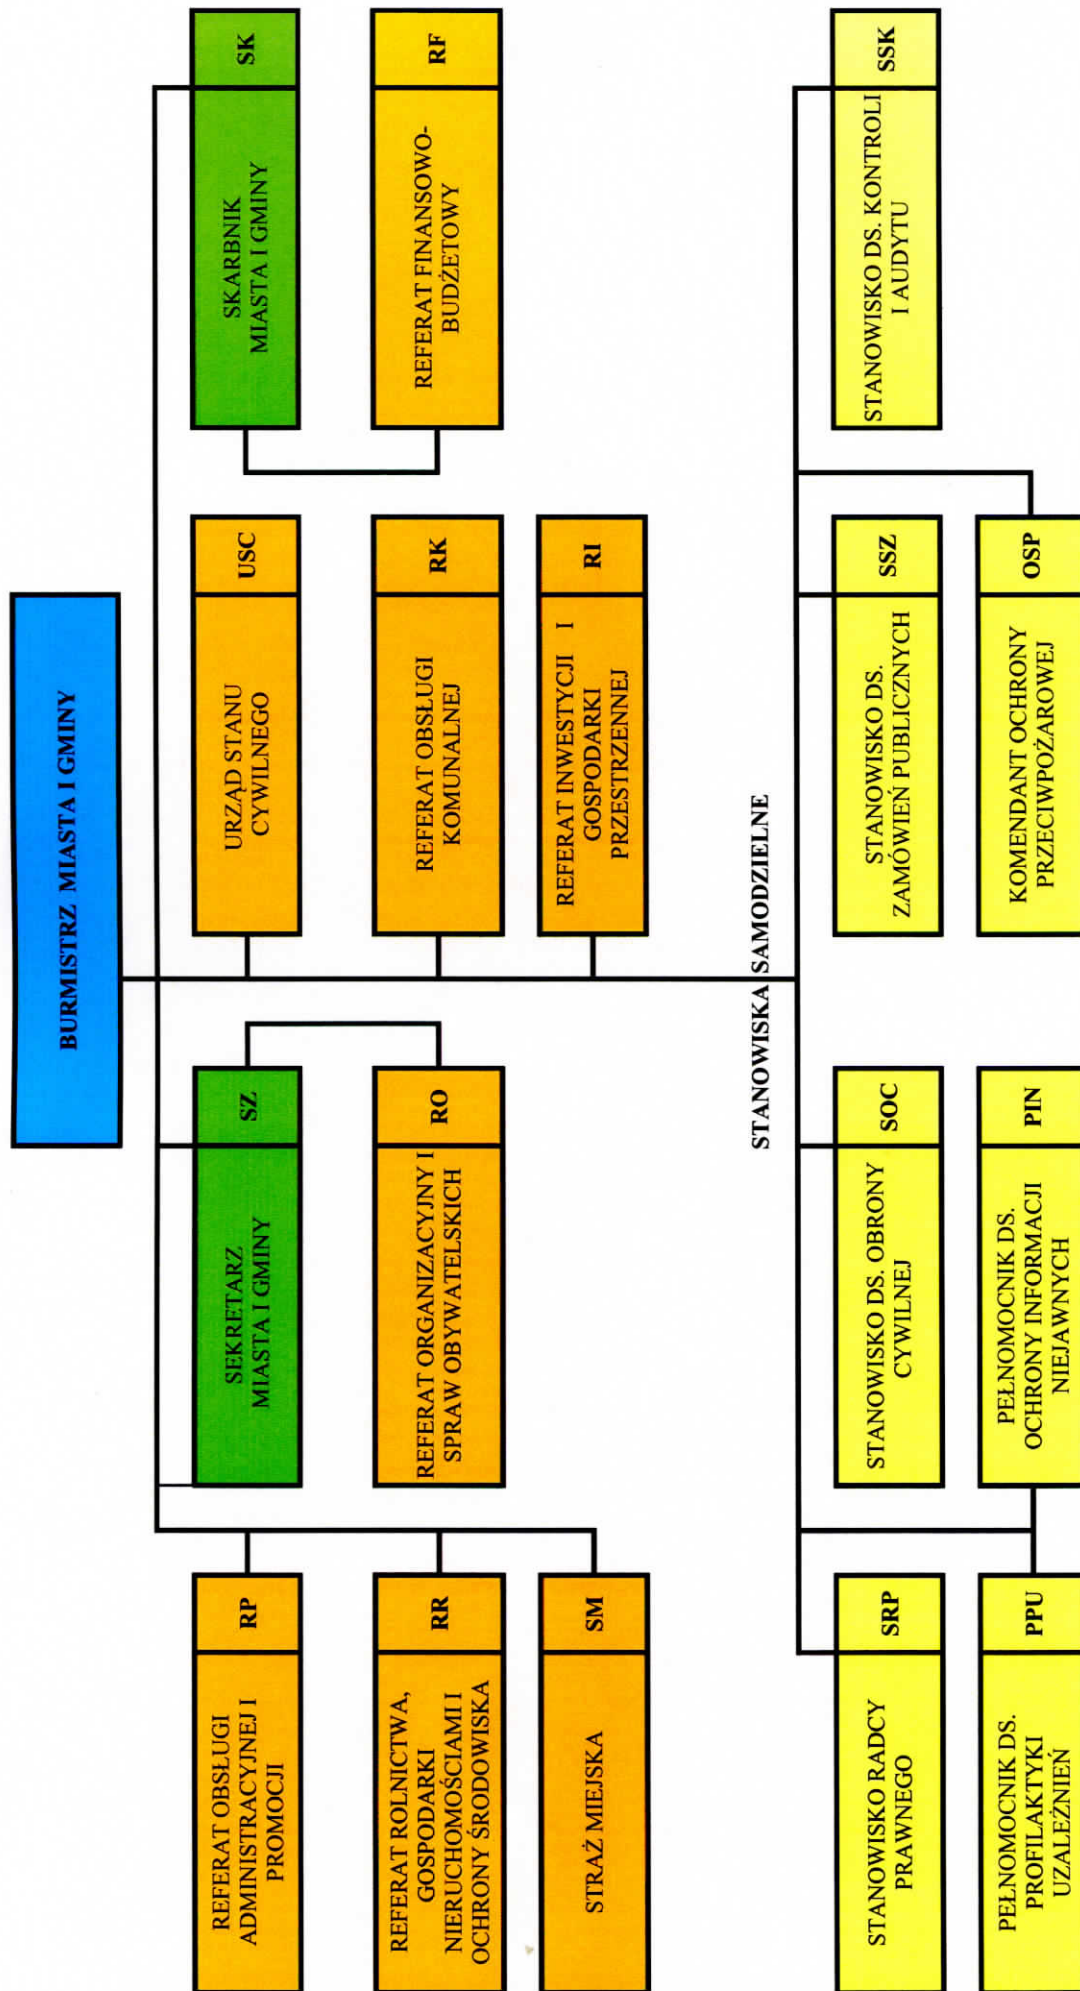 BURMISTRZ MIASTA I GMINY
REFERAT OBSŁUGI
ADMINISTRACYJNEJ I
PROMOCJI
RP
SEKRETARZ
MIASTA I GMINY
SZ
URZĄD STANU
CYWILNEGO
USC
SKARBNIK
MIASTA I GMINY
SK
REFERAT ROLNICTWA,
GOSPODARKI
NIERUCHOMOŚCIAMI I
OCHRONY ŚRODOWISKA
RR
REFERAT ORGANIZACYJNY I
SPRAW OBYWATELSKICH
RO
REFERAT OBSŁUGI
KOMUNALNEJ
RK
REFERAT FINANSOWO-
BUDŻETOWY
RF
STRAŻ MIEJSKA
SM
REFERAT INWESTYCJI I
GOSPODARKI
PRZESTRZENNEJ
RI
STANOWISKA SAMODZIELNE
STANOWISKO RADCY
PRAWNEGO
SRP
STANOWISKO DS. OBRONY
CYWILNEJ
SOC
STANOWISKO DS.
ZAMÓWIEŃ PUBLICZNYCH
SSZ
STANOWISKO DS. KONTROLI
I AUDYTU
SSK
PEŁNOMOCNIK DS.
PROFILAKTYKI
UZALEŻNIEŃ
PPU
PEŁNOMOCNIK DS.
OCHRONY INFORMACJI
NIEJAWNYCH
PIN
KOMENDANT OCHRONY
PRZECIWPOŻAROWEJ
OSP